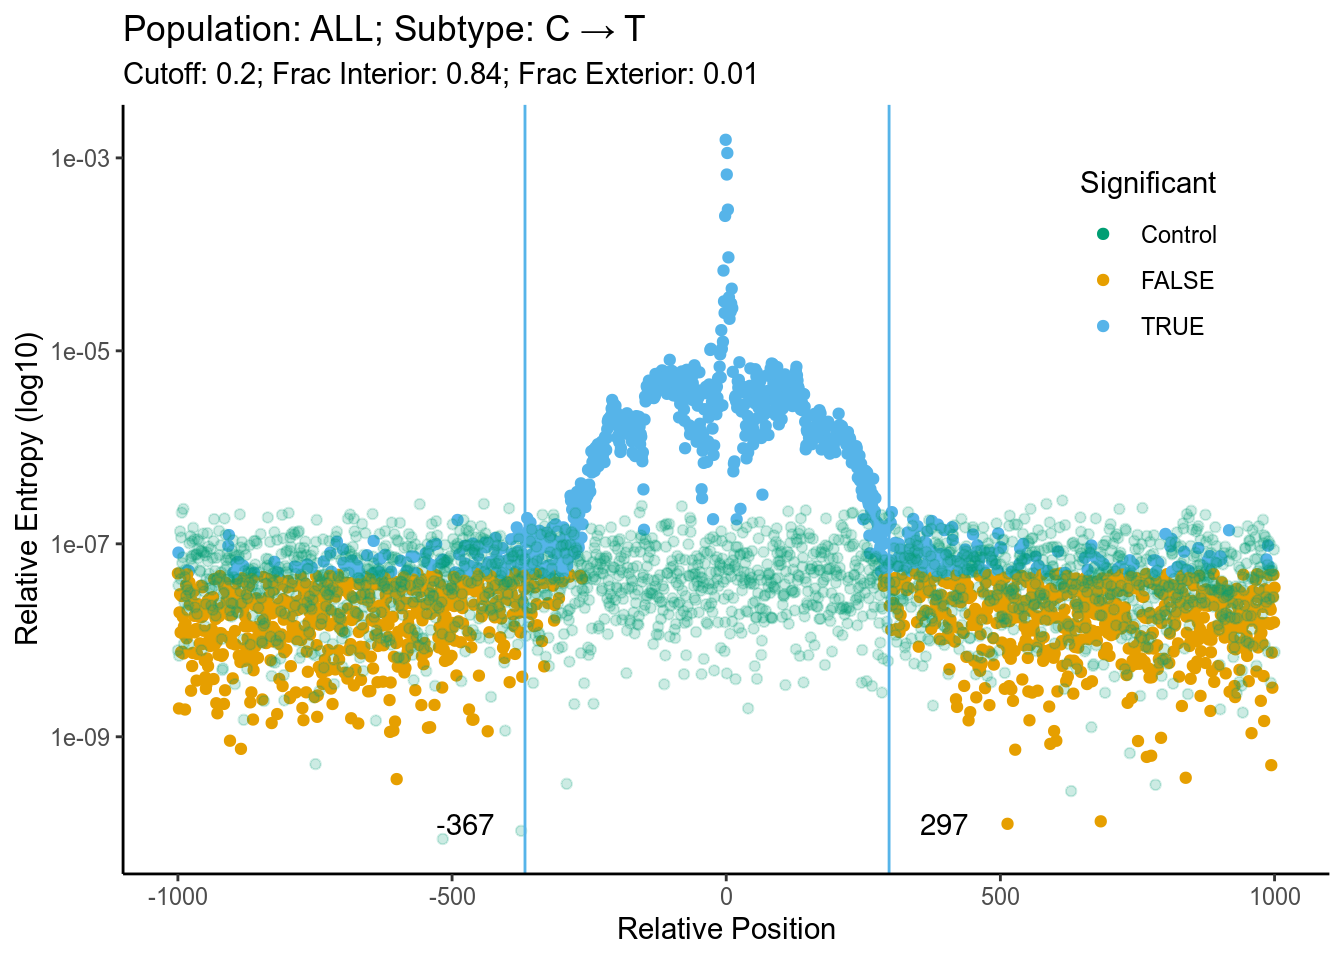 Population: ALL; Subtype: C → T
Cutoff: 0.2; Frac Interior: 0.84; Frac Exterior: 0.01
Relative Entropy (log10)
1e-03
1e-05
1e-07
1e-09
Significant
Control
FALSE
TRUE
-367
297
-1000
-500
0
500
1000
Relative Position